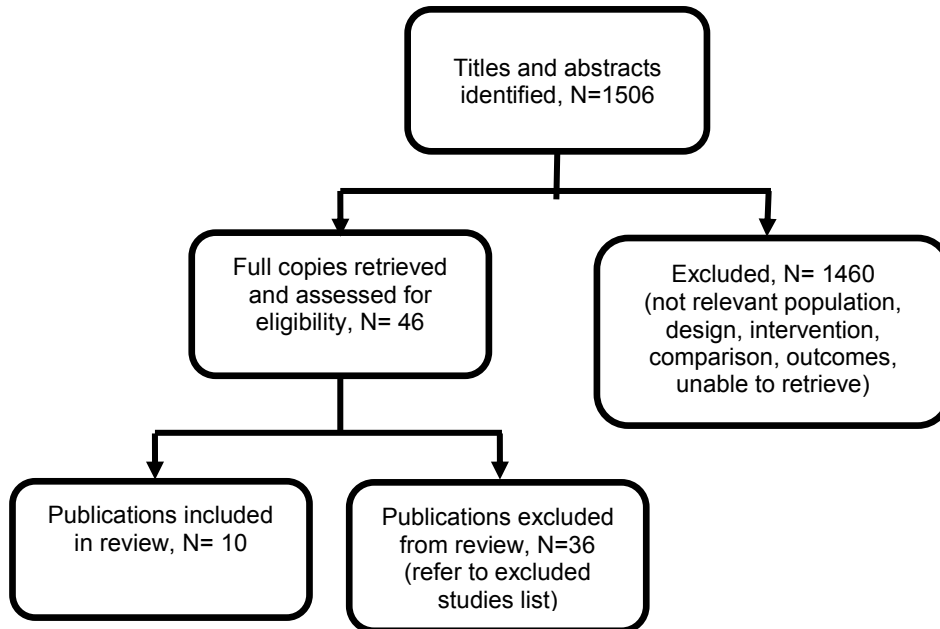 Titles and abstracts
identified, N=1506
Full copies retrieved
and assessed for
eligibility, N= 46
Excluded, N= 1460
(not relevant population,
design, intervention,
comparison, outcomes,
unable to retrieve)
Publications included
in review, N= 10
Publications excluded
from review, N=36
(refer to excluded
studies list)